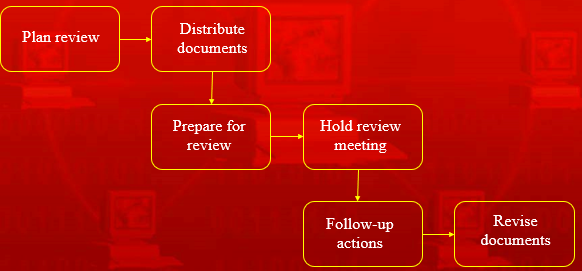 Plan review
Distribute
documents
Prepare for
review
Hold review
meeting
Follow-up
actions
Revise
documents